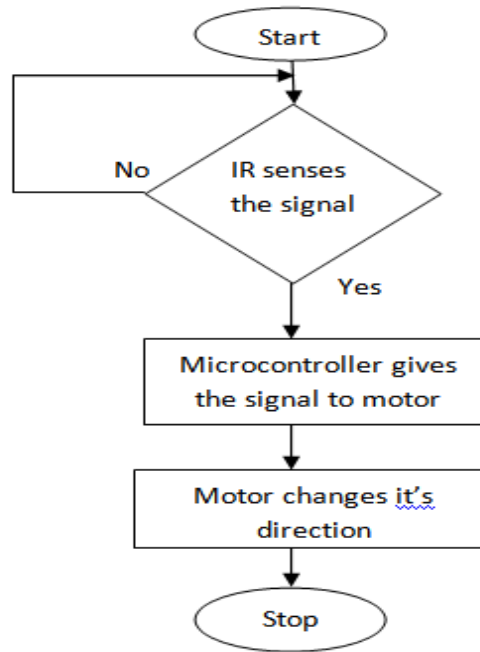 Start
No
IR senses
the signal
Yes
Microcontroller gives
the signal to motor
Motor changes it's
direction
Stop